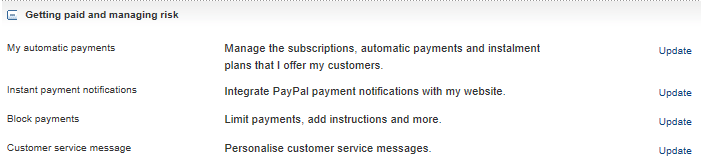 Getting paid and managing risk
My automatic payments Manage the subscriptions, automatic payments and instalment
plans that I offer my customers. Update
Instant payment notifications Integrate PayPal payment notifications with my website. Update
Block payments Limit payments, add instructions and more. Update
Customer service message Personalise customer service messages. Update